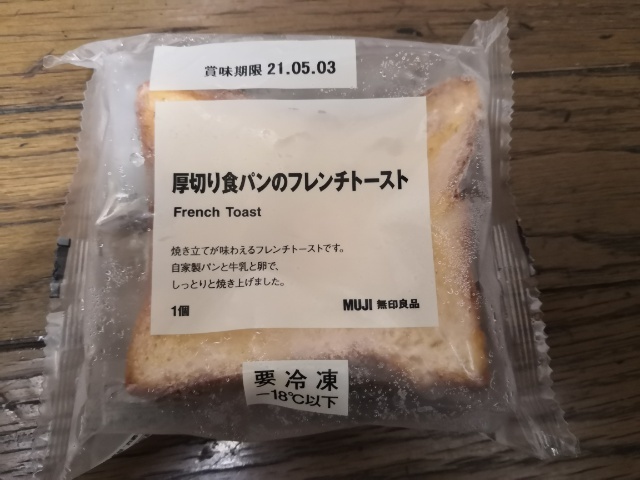 賞味期限 21.05.03
厚切り食パンのフレンチトースト
French Toast
焼き立てが味わえるフレンチトーストです。
自家製パンと牛乳と卵で、
しっとりと焼き上げました。
1個
MUJI 無印良品
要冷凍
−18℃以下